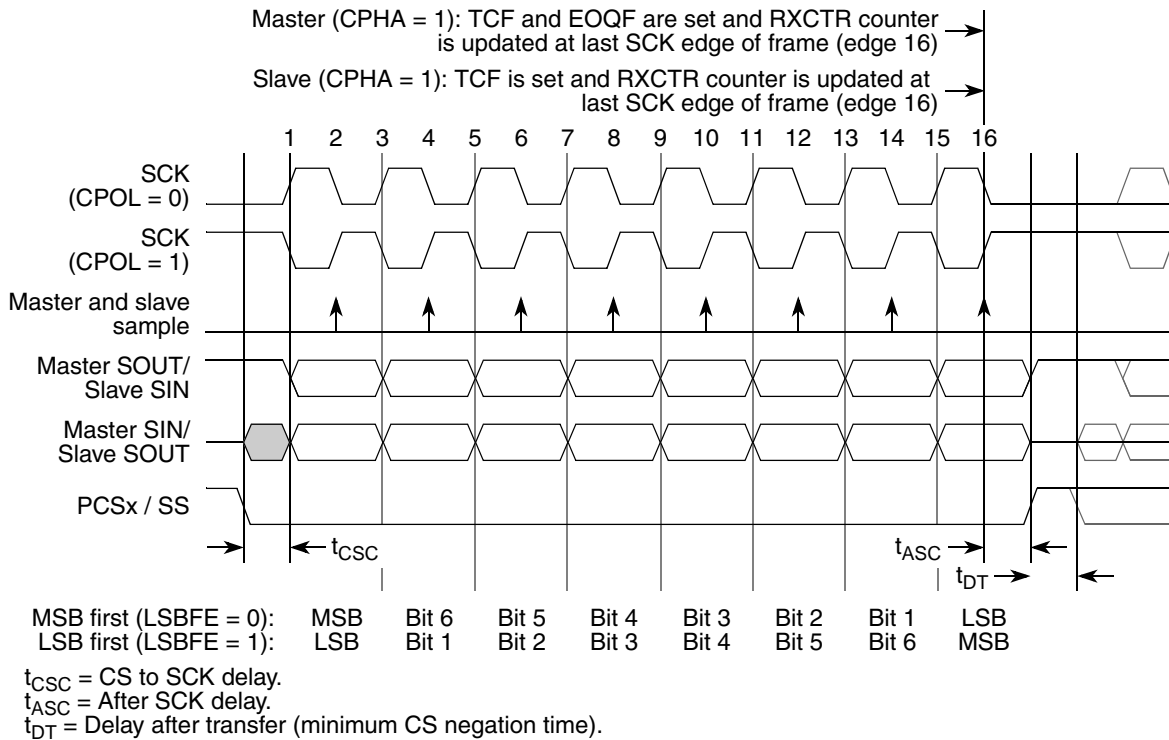 Master (CPHA = 1): TCF and EOQF are set and RXCTR counter
is updated at last SCK edge of frame (edge 16)
Slave (CPHA = 1): TCF is set and RXCTR counter is updated at
last SCK edge of frame (edge 16)
1 2 3 4 5 6 7 8 9 10 11 12 13 14 15 16
SCK
(CPOL = 0)
SCK
(CPOL = 1)
Master and slave
sample
Master SOUT/
Slave SIN
Master SIN/
Slave SOUT
PCSx / SS
tCSC tASC
tDT
MSB first (LSBFE = 0): MSB Bit 6 Bit 5 Bit 4 Bit 3 Bit 2 Bit 1 LSB
LSB first (LSBFE = 1): LSB Bit 1 Bit 2 Bit 3 Bit 4 Bit 5 Bit 6 MSB
tCSC = CS to SCK delay.
tASC = After SCK delay.
tDT = Delay after transfer (minimum CS negation time).